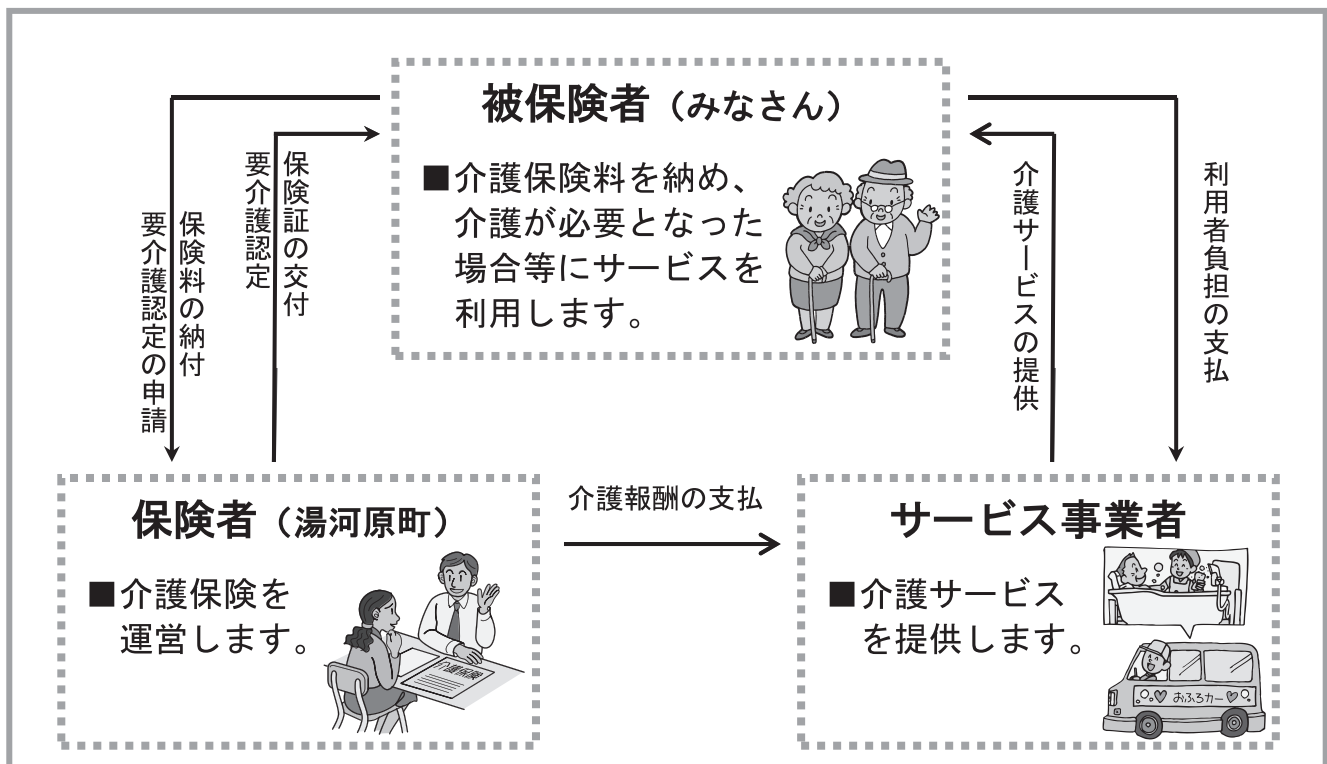 被保険者（みなさん）
■介護保険料を納め、
介護が必要となった
場合等にサービスを
利用します。
保険料の納付
要介護認定の申請
保険証の交付
要介護認定
介護サービスの提供
利用者負担の支払
保険者（湯河原町）
■介護保険を
運営します。
介護保険
介護報酬の支払
サービス事業者
■介護サービス
を提供します。
おふろカー